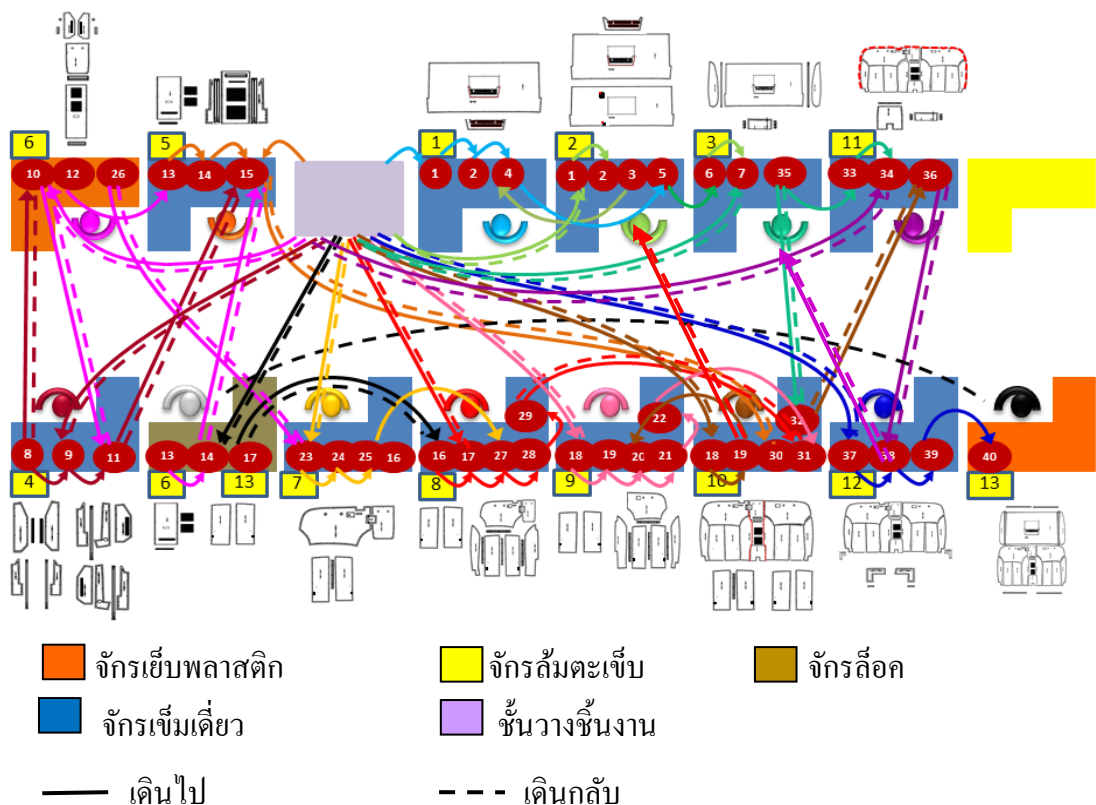 6 5 1 2 3 11
10 12 26 13 14 15 1 2 4 1 2 3 5 6 7 35 33 34 36
29 22 32
8 9 11 13 14 17 23 24 25 16 16 17 27 28 18 19 20 21 18 19 30 31 37 38 39 40
4 6 13 7 8 9 10 12 13
จักรเย็บพลาสติก จักรล้มตะเข็บ จักรล็อค
จักรเข็มเดี่ยว ชั้นวางชิ้นงาน
เดินไป เดินกลับ